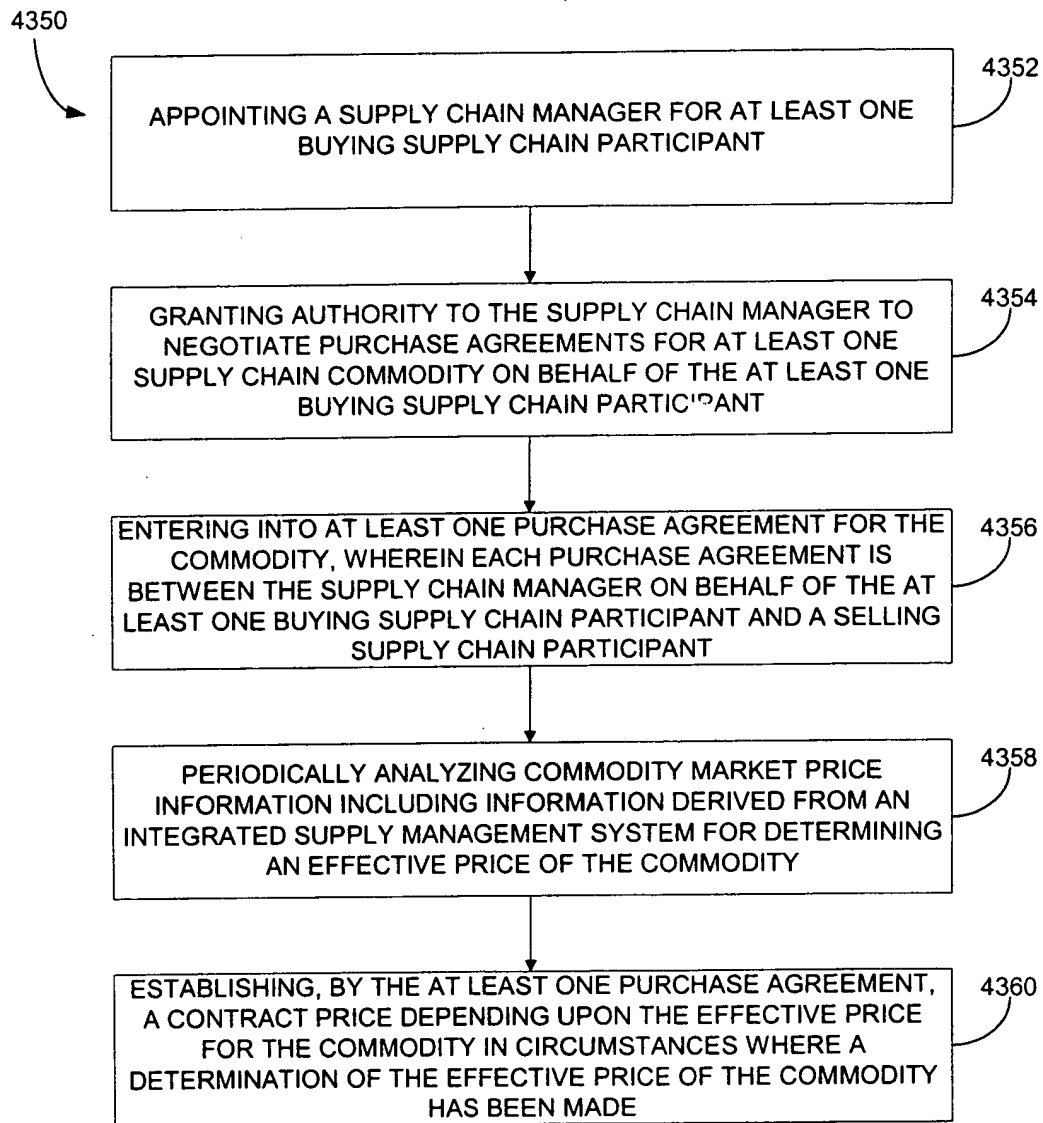 4350
4352
APPOINTING A SUPPLY CHAIN MANAGER FOR AT LEAST ONE
BUYING SUPPLY CHAIN PARTICIPANT
4354
GRANTING AUTHORITY TO THE SUPPLY CHAIN MANAGER TO
NEGOTIATE PURCHASE AGREEMENTS FOR AT LEAST ONE
SUPPLY CHAIN COMMODITY ON BEHALF OF THE AT LEAST ONE
BUYING SUPPLY CHAIN PARTICIPANT
4356
ENTERING INTO AT LEAST ONE PURCHASE AGREEMENT FOR THE
COMMODITY, WHEREIN EACH PURCHASE AGREEMENT IS
BETWEEN THE SUPPLY CHAIN MANAGER ON BEHALF OF THE AT
LEAST ONE BUYING SUPPLY CHAIN PARTICIPANT AND A SELLING
SUPPLY CHAIN PARTICIPANT
4358
PERIODICALLY ANALYZING COMMODITY MARKET PRICE
INFORMATION INCLUDING INFORMATION DERIVED FROM AN
INTEGRATED SUPPLY MANAGEMENT SYSTEM FOR DETERMINING
AN EFFECTIVE PRICE OF THE COMMODITY
4360
ESTABLISHING, BY THE AT LEAST ONE PURCHASE AGREEMENT,
A CONTRACT PRICE DEPENDING UPON THE EFFECTIVE PRICE
FOR THE COMMODITY IN CIRCUMSTANCES WHERE A
DETERMINATION OF THE EFFECTIVE PRICE OF THE COMMODITY
HAS BEEN MADE